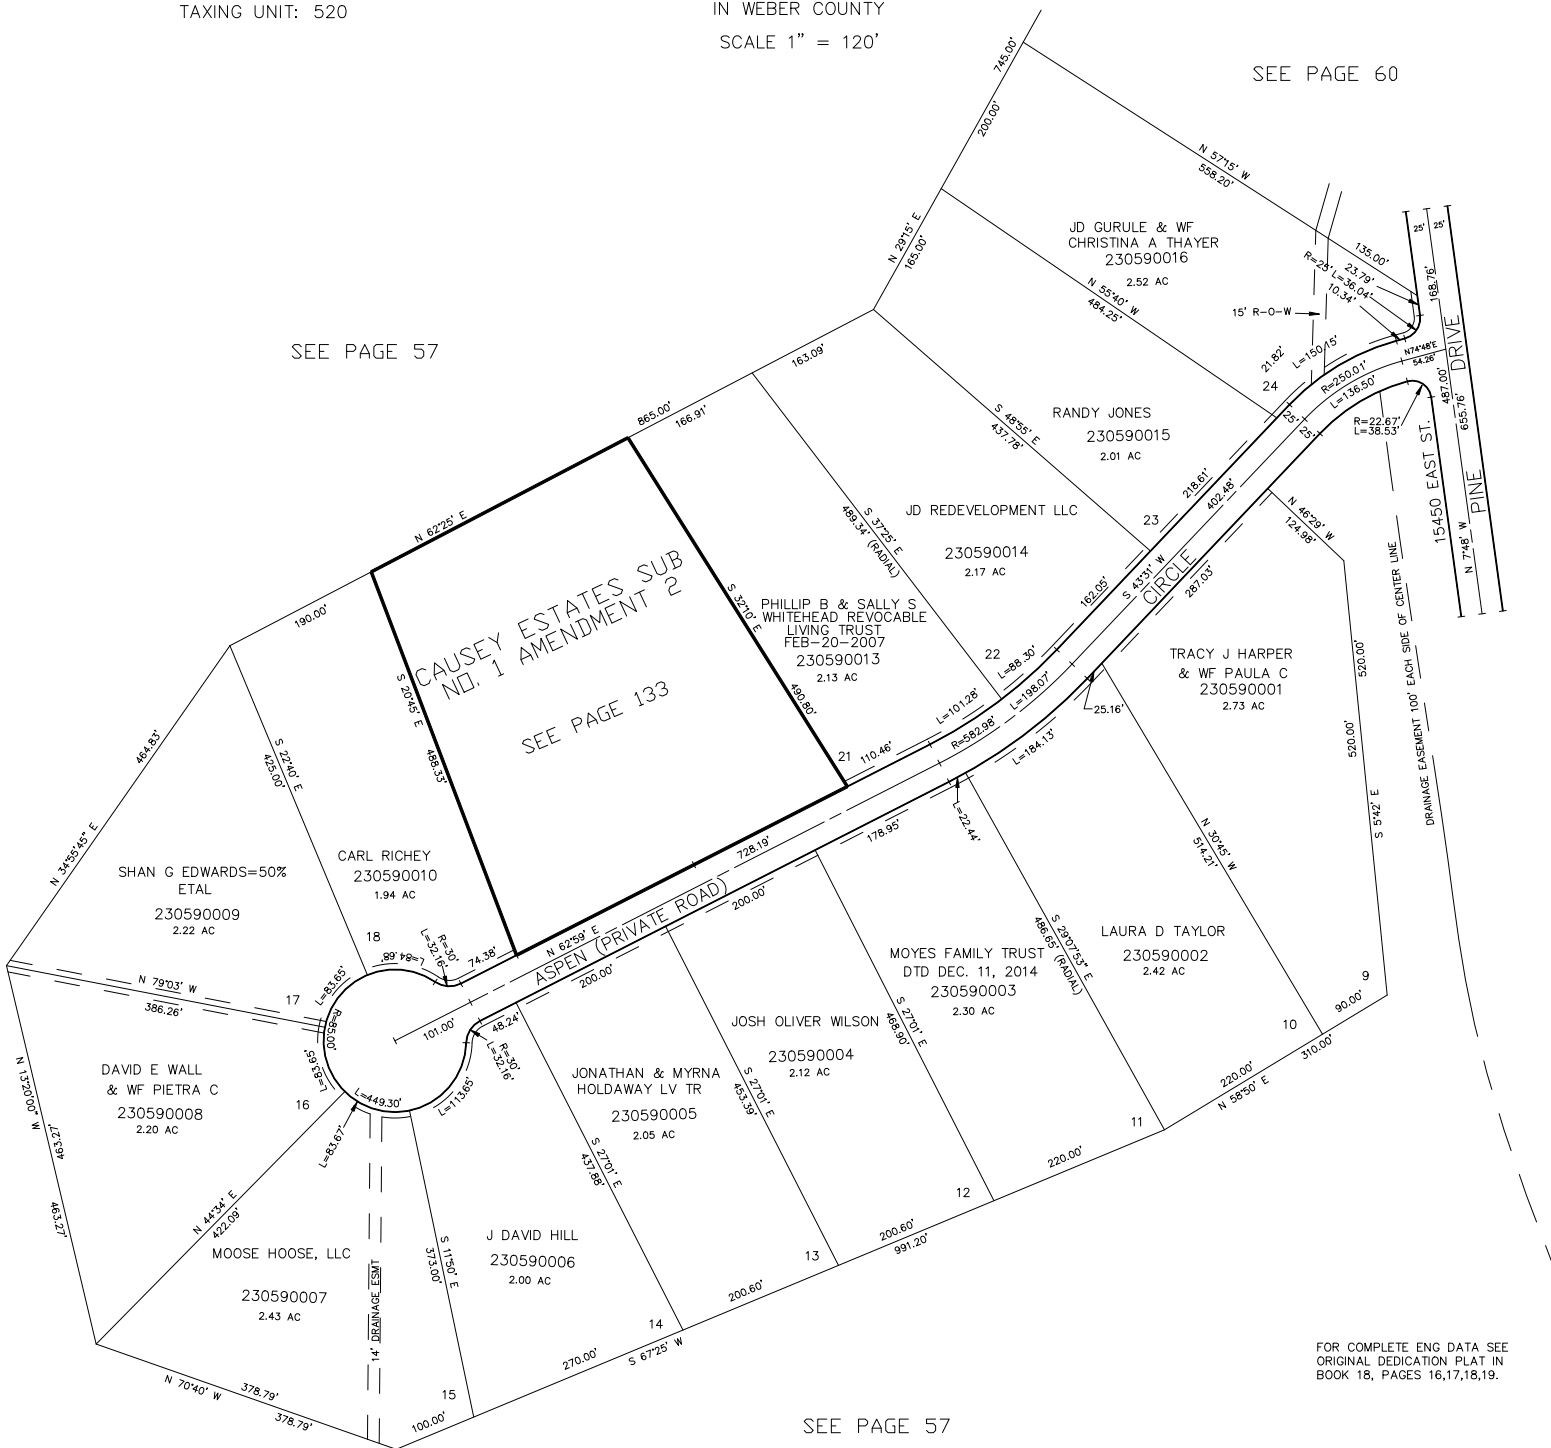 TAXING UNIT: 520
IN WEBER COUNTY
SCALE 1" = 120'
SEE PAGE 60
SEE PAGE 57
745.00'
200.00'
N 57°15' W
558.20'
135.00'
23.79'
R=25' L=36.04'
10.34'
15' R-O-W
25'
25'
168.76'
JD GURULE & WF
CHRISTINA A THAYER
230590016
2.52 AC
N 29°15' E
165.00'
N 55°40' W
484.25'
21.82'
L=150.15'
24
R=250.01'
L=136.50'
N74°48'E
54.26'
DRIVE
PINE
487.00'
655.76'
N 7°48' W
15450 EAST ST.
R=22.67'
L=38.53'
25'
25'
163.09'
865.00'
166.91'
RANDY JONES
230590015
2.01 AC
S 48°55' E
437.78'
218.61'
402.48'
23
N 46°29' W
124.98'
JD REDEVELOPMENT LLC
230590014
2.17 AC
S 37°25' E
489.34' (RADIAL)
162.05'
S 43°31' W
CIRCLE
287.03'
N 62°25' E
CAUSEY ESTATES SUB
NO. 1 AMENDMENT 2
SEE PAGE 133
S 32°10' E
490.80'
PHILLIP B & SALLY S
WHITEHEAD REVOCABLE
LIVING TRUST
FEB-20-2007
230590013
2.13 AC
22
L=88.30'
L=198.07'
L=101.28'
R=582.98'
25.16'
L=184.13'
TRACY J HARPER
& WF PAULA C
230590001
2.73 AC
520.00'
520.00'
S 5°42' E
DRAINAGE EASEMENT 100' EACH SIDE OF CENTER LINE
190.00'
S 20°45' E
488.33'
21
110.46'
L=22.44'
178.95'
728.19'
N 62°59' E
ASPEN (PRIVATE ROAD)
200.00'
200.00'
464.83'
N 34°55'45" E
S 22°40' E
425.00'
CARL RICHEY
230590010
1.94 AC
SHAN G EDWARDS=50%
ETAL
230590009
2.22 AC
18
L=84.68'
R=30'
L=32.16'
74.38'
N 79°03' W
386.26'
17
L=83.65'
R=85.00'
L=83.65'
101.00'
48.24'
R=30'
L=32.16'
L=449.30'
L=113.65'
L=83.67'
16
DAVID E WALL
& WF PIETRA C
230590008
2.20 AC
N 13°20'00" W
463.27'
463.27'
N 44°34' E
422.09'
MOOSE HOOSE, LLC
230590007
2.43 AC
14' DRAINAGE ESMT
N 70°40' W
378.79'
378.79'
S 11°50' E
373.00'
J DAVID HILL
230590006
2.00 AC
15
100.00'
270.00'
14
S 67°25' W
JONATHAN & MYRNA
HOLDAWAY LV TR
230590005
2.05 AC
S 27°01' E
437.88'
200.60'
13
JOSH OLIVER WILSON
230590004
2.12 AC
S 27°01' E
453.39'
200.60'
991.20'
12
MOYES FAMILY TRUST
DTD DEC. 11, 2014
230590003
2.30 AC
S 27°01' E
468.90'
220.00'
11
S 29°07'53" E
486.65' (RADIAL)
LAURA D TAYLOR
230590002
2.42 AC
N 30°45' W
514.21'
10
9
90.00'
310.00'
220.00'
N 58°50' E
FOR COMPLETE ENG DATA SEE
ORIGINAL DEDICATION PLAT IN
BOOK 18, PAGES 16,17,18,19.
SEE PAGE 57